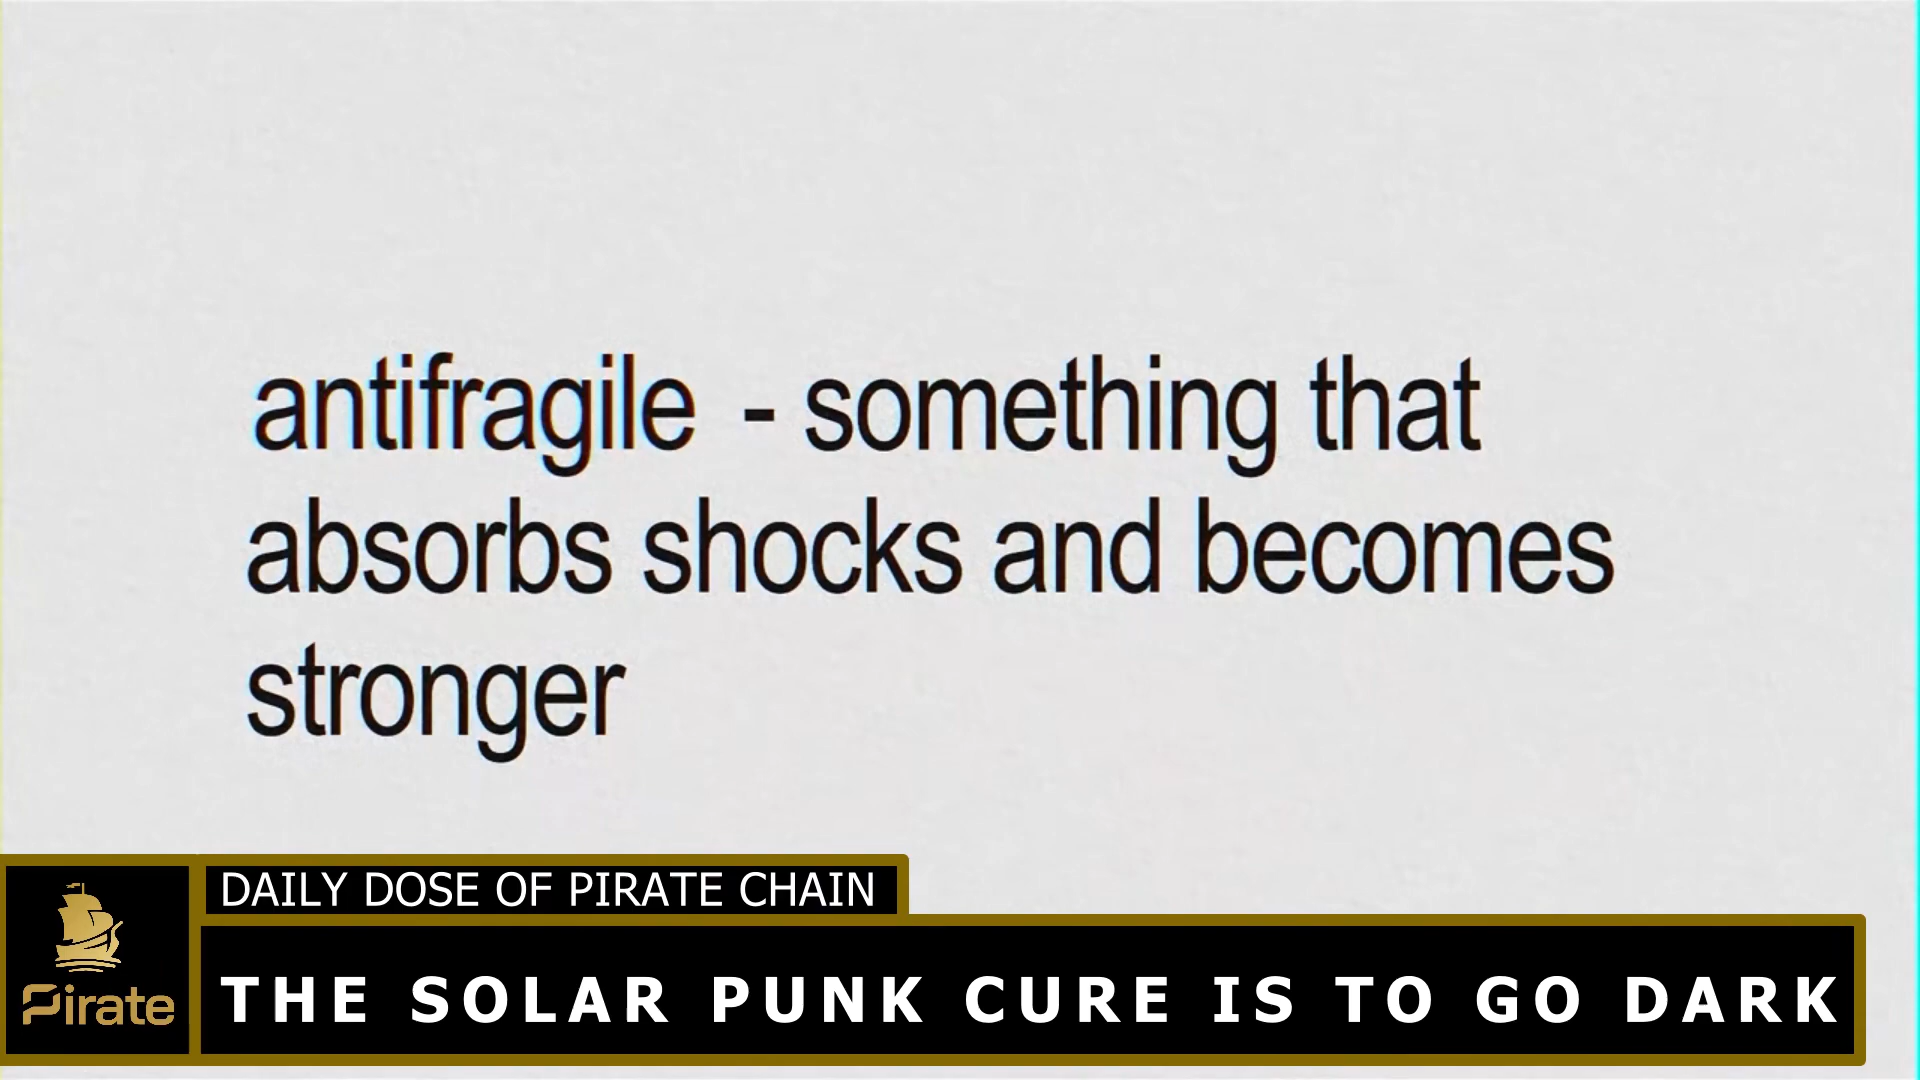 antifragile - something that
absorbs shocks and becomes
stronger
DAILY DOSE OF PIRATE CHAIN
Pirate
THE SOLAR PUNK CURE IS TO GO DARK